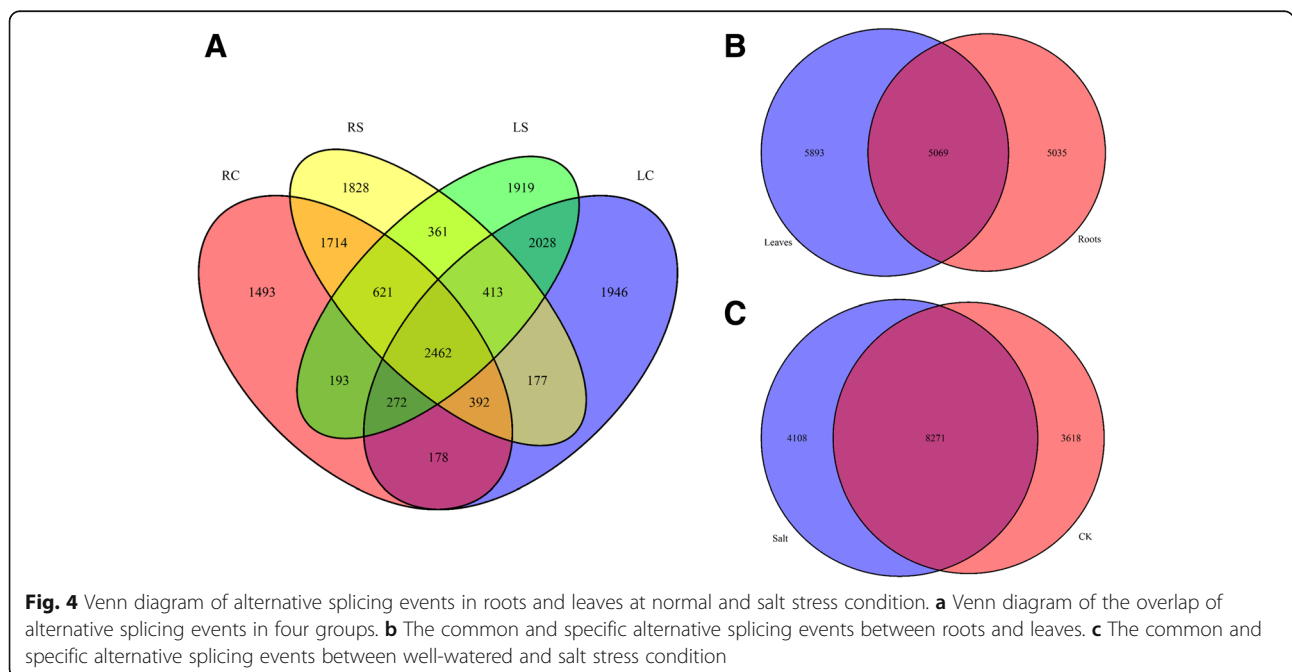 A
RS
LS
RC
LC
1828
1919
1714
361
2028
1493
621
413
1946
2462
193
177
272
392
178
B
5893
5069
5035
Leaves
Roots
C
4108
8271
3618
Salt
CK
Fig. 4 Venn diagram of alternative splicing events in roots and leaves at normal and salt stress condition. a Venn diagram of the overlap of
alternative splicing events in four groups. b The common and specific alternative splicing events between roots and leaves. c The common and
specific alternative splicing events between well-watered and salt stress condition